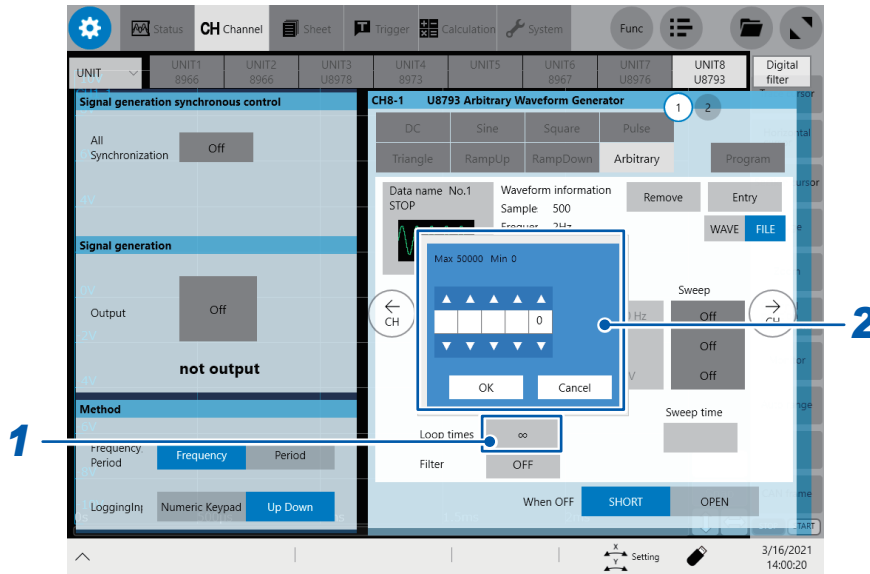 Status CH Channel Sheet Trigger Calculation System Func
UNIT
UNIT1 UNIT2 UNIT3 UNIT4 UNIT5 UNIT6 UNIT7 UNIT8
8966 8966 U8978 8973 8967 U8976 U8793
Digital
filter
Signal generation synchronous control
All
Synchronization
Off
Signal generation
Output
Off
not output
Method
Frequency
Period
Frequency Period
LoggingInp
Numeric Keypad Up Down
CH8-1 U8793 Arbitrary Waveform Generator
1 2
DC Sine Square Pulse
Triangle RampUp RampDown Arbitrary Program
Data name No.1
STOP
Waveform information
Sample 500
2Hz
Remove Entry
WAVE FILE
Max 50000 Min 0
0
OK Cancel
← CH
→ CH
Hz
V
Sweep
Off
Off
Off
Sweep time
Loop times ∞
Filter OFF
When OFF SHORT OPEN
1
2
X
Y
Setting
3/16/2021
14:00:20